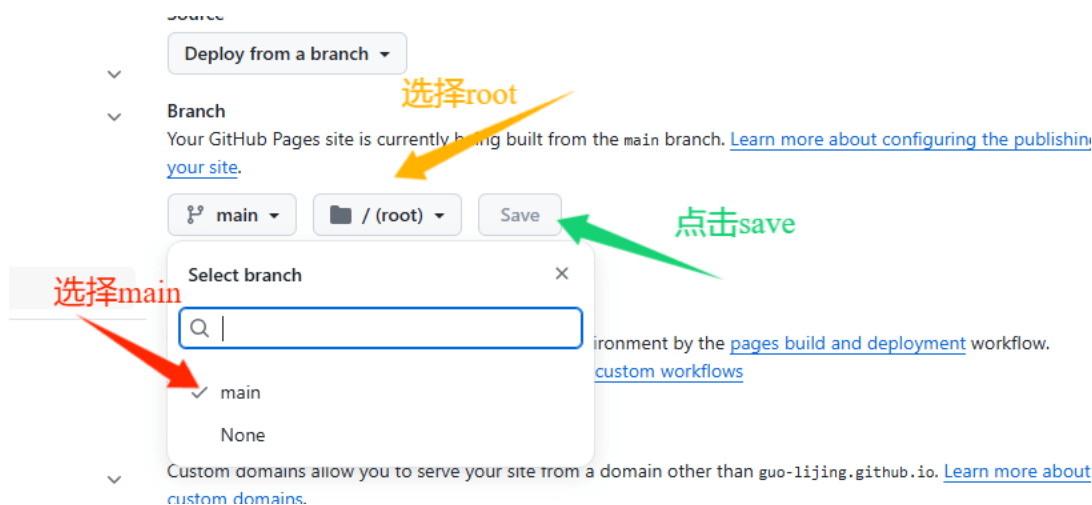 Source
Deploy from a branch
选择root
Branch
Your GitHub Pages site is currently being built from the main branch. Learn more about configuring the publishing
your site.
main
/ (root)
Save
点击save
Select branch
选择main
ironment by the pages build and deployment workflow.
custom workflows
main
None
Custom domains allow you to serve your site from a domain other than guo-lijing.github.io. Learn more about
custom domains.